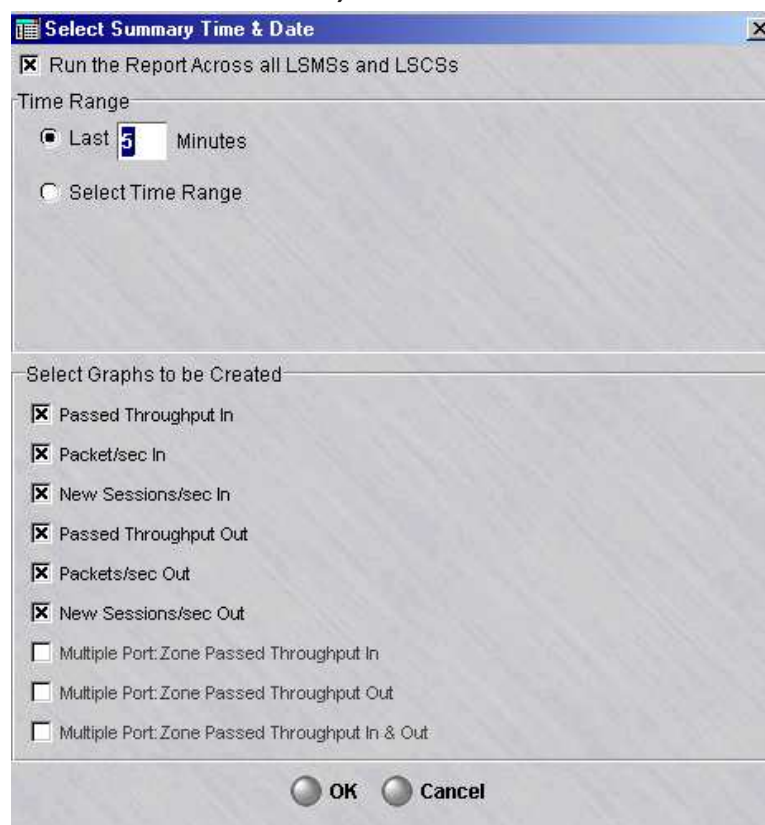 Select Summary Time & Date
Run the Report Across all LSMSs and LSCSs
Time Range
Last 5 Minutes
Select Time Range
Select Graphs to be Created
Passed Throughput In
Packet/sec In
New Sessions/sec In
Passed Throughput Out
Packets/sec Out
New Sessions/sec Out
Multiple Port:Zone Passed Throughput In
Multiple Port:Zone Passed Throughput Out
Multiple Port:Zone Passed Throughput In & Out
OK Cancel